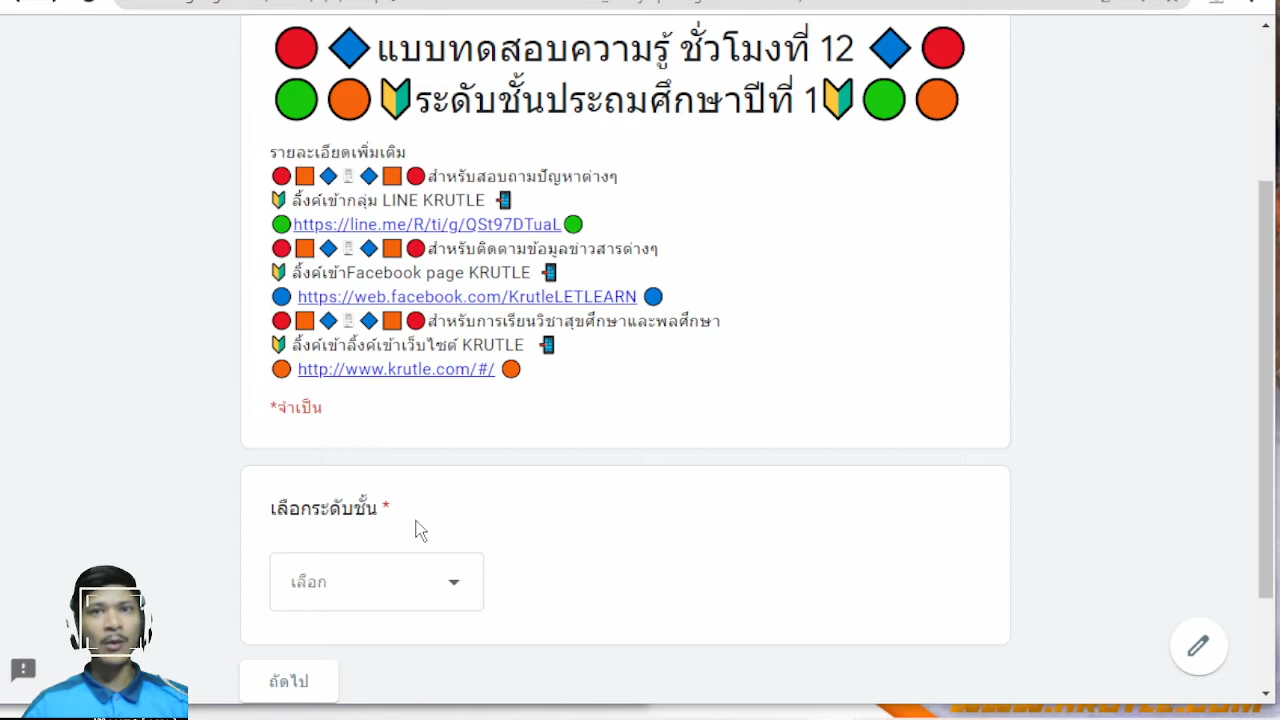 แบบทดสอบความรู้ ชั่วโมงที่ 12
ระดับชั้นประถมศึกษาปีที่ 1
รายละเอียดเพิ่มเติม
สำหรับสอบถามปัญหาต่างๆ
ลิ้งค์เข้ากลุ่ม LINE KRUTLE
https://line.me/R/ti/g/QSt97DTuaL
สำหรับติดตามข้อมูลข่าวสารต่างๆ
ลิ้งค์เข้าFacebook page KRUTLE
https://web.facebook.com/KrutleLETLEARN
สำหรับการเรียนวิชาสุขศึกษาและพลศึกษา
ลิ้งค์เข้าลิ้งค์เข้าเว็บไซต์ KRUTLE
http://www.krutle.com/#/
*จำเป็น
เลือกระดับชั้น *
เลือก
ถัดไป